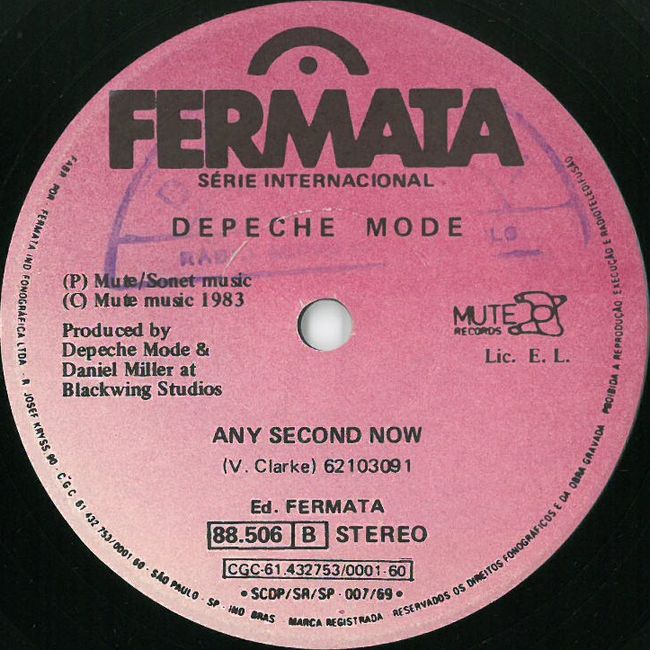 FERMATA
SÉRIE INTERNACIONAL
DEPECHE MODE
(P) Mute/Sonet music
(C) Mute music 1983
Produced by
Depeche Mode &
Daniel Miller at
Blackwing Studios
MUTE
RECORDS
Lic. E. L.
ANY SECOND NOW
(V. Clarke) 62103091
Ed. FERMATA
88.506 B STEREO
CGC-61.432753/0001-60
• SCDP/SR/SP - 007/69 •
FABR POR FERMATA IND FONOGRÁFICA LTDA . R JOSEF KRYSS 90 - CGC 61 432 753/0001 60 - SÃO PAULO - SP - IND BRAS MARCA REGISTRADA RESERVADOS OS DIREITOS FONOGRÁFICOS E DA OBRA GRAVADA PROIBIDA A REPRODUÇÃO EXECUÇÃO E RADIOTELEDIFUSÃO